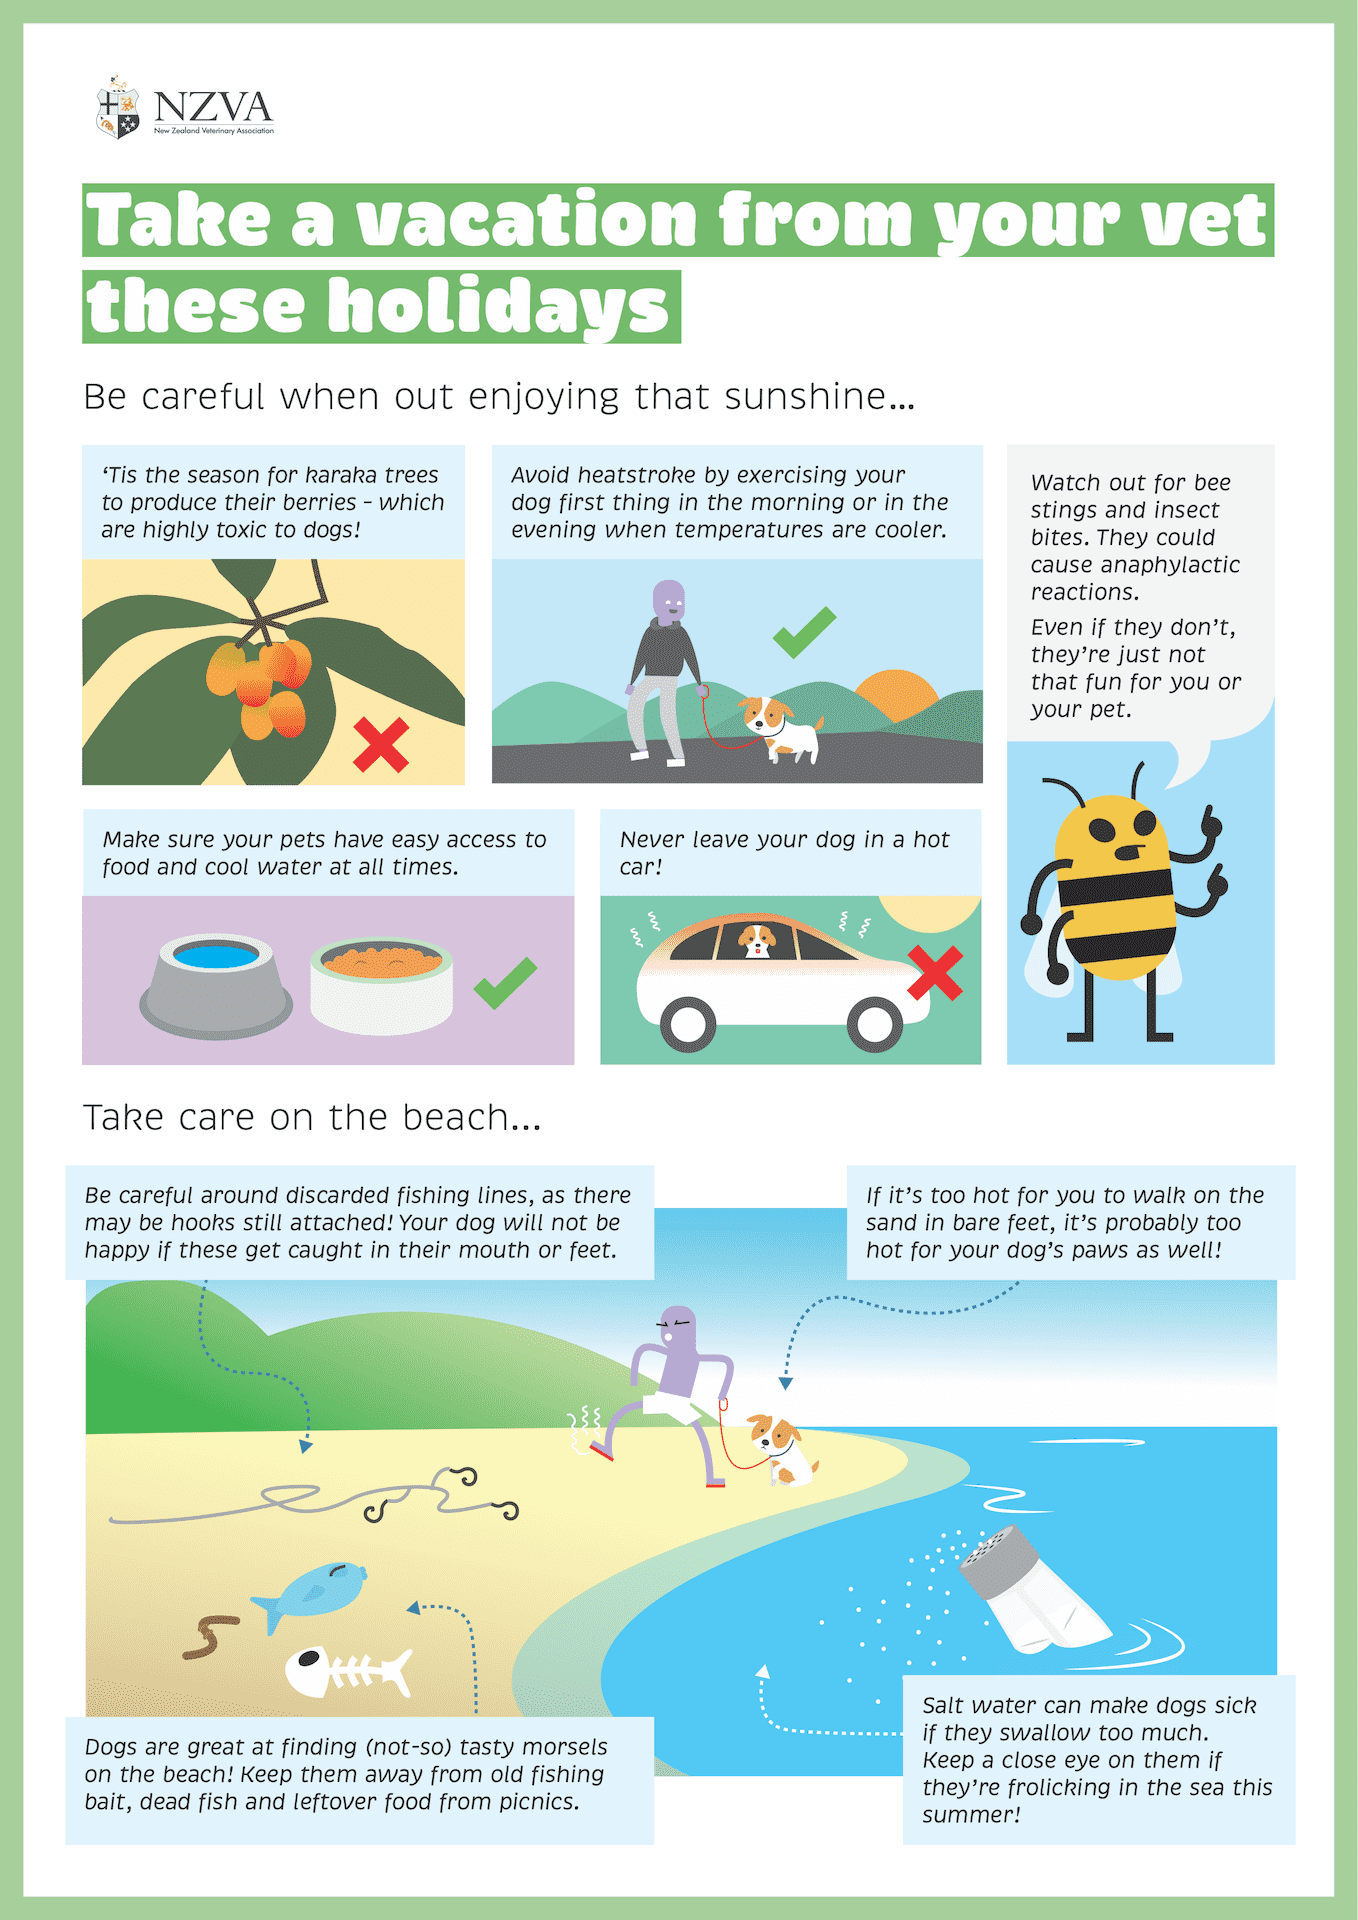 NZVA
New Zealand Veterinary Association
Take a vacation from your vet
these holidays
Be careful when out enjoying that sunshine...
‘Tis the season for karaka trees
to produce their berries - which
are highly toxic to dogs!
Avoid heatstroke by exercising your
dog first thing in the morning or in the
evening when temperatures are cooler.
Watch out for bee
stings and insect
bites. They could
cause anaphylactic
reactions.
Even if they don’t,
they’re just not
that fun for you or
your pet.
Make sure your pets have easy access to
food and cool water at all times.
Never leave your dog in a hot
car!
Take care on the beach...
Be careful around discarded fishing lines, as there
may be hooks still attached! Your dog will not be
happy if these get caught in their mouth or feet.
If it’s too hot for you to walk on the
sand in bare feet, it’s probably too
hot for your dog’s paws as well!
Dogs are great at finding (not-so) tasty morsels
on the beach! Keep them away from old fishing
bait, dead fish and leftover food from picnics.
Salt water can make dogs sick
if they swallow too much.
Keep a close eye on them if
they’re frolicking in the sea this
summer!